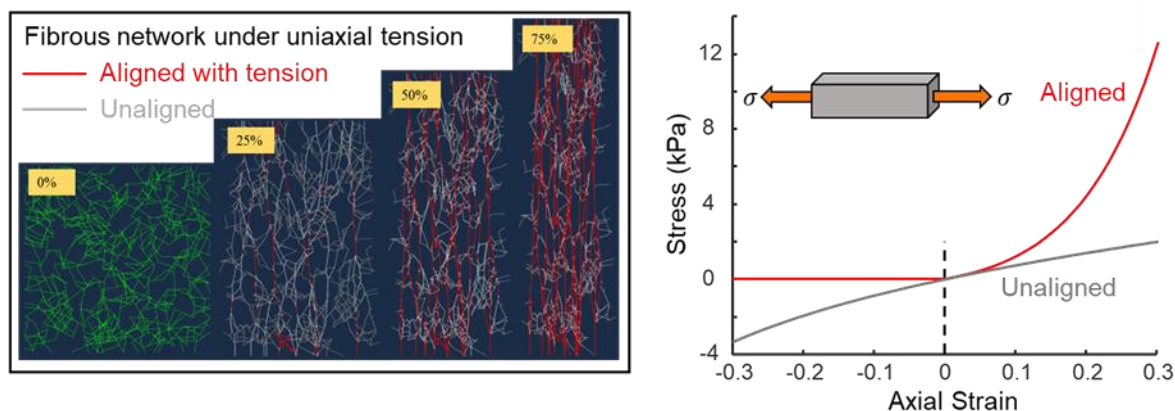 Fibrous network under uniaxial tension
Aligned with tension
Unaligned
0%
25%
50%
75%
Stress (kPa)
12
8
4
0
-4
σ
σ
Aligned
Unaligned
-0.3
-0.2
-0.1
0
0.1
0.2
0.3
Axial Strain